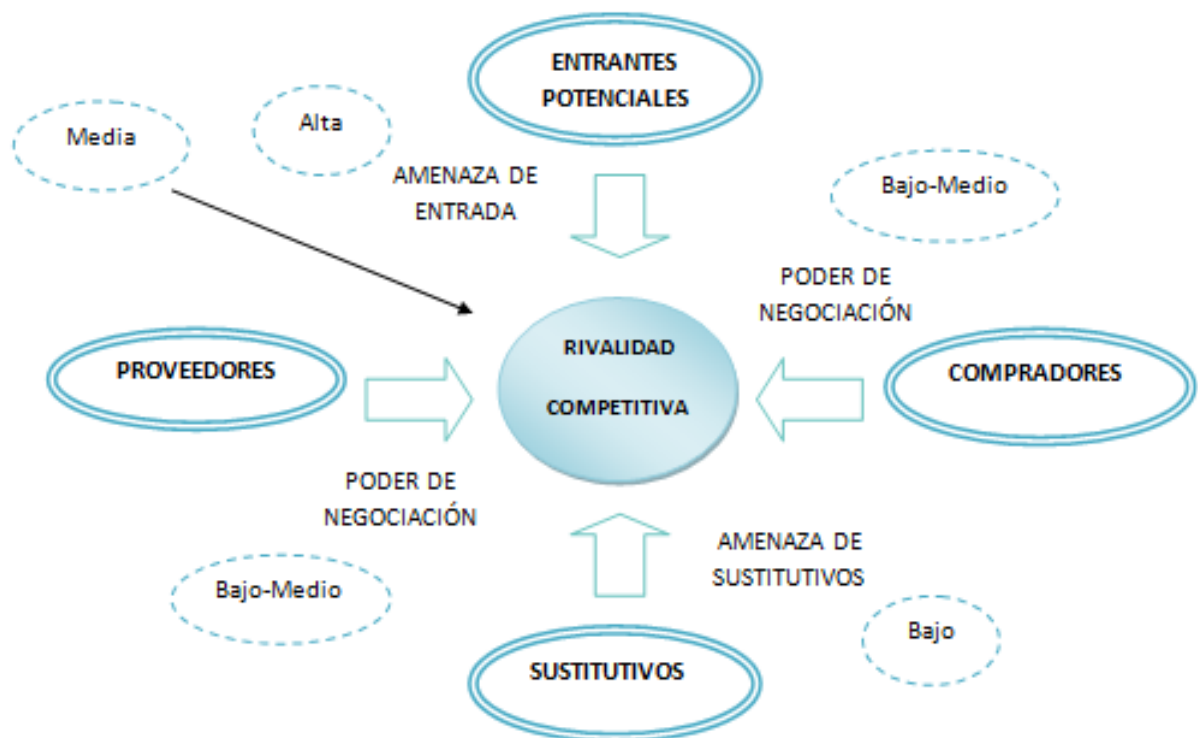 ENTRANTES
POTENCIALES
Alta
Media
AMENAZA DE
ENTRADA
Bajo-Medio
PODER DE
NEGOCIACIÓN
RIVALIDAD
COMPETITIVA
PROVEEDORES
COMPRADORES
PODER DE
NEGOCIACIÓN
AMENAZA DE
SUSTITUTIVOS
Bajo-Medio
Bajo
SUSTITUTIVOS